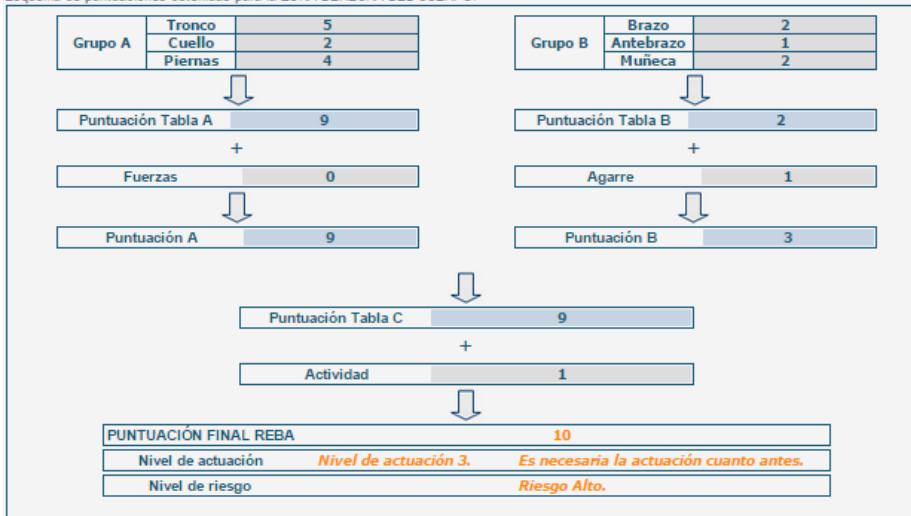 Grupo A
Tronco 5
Cuello 2
Piernas 4
Grupo B
Brazo 2
Antebrazo 1
Muñeca 2
Puntuación Tabla A 9
+
Fuerzas 0
Puntuación A 9
Puntuación Tabla B 2
+
Agarre 1
Puntuación B 3
Puntuación Tabla C 9
+
Actividad 1
PUNTUACIÓN FINAL REBA 10
Nivel de actuación Nivel de actuación 3. Es necesaria la actuación cuanto antes.
Nivel de riesgo Riesgo Alto.